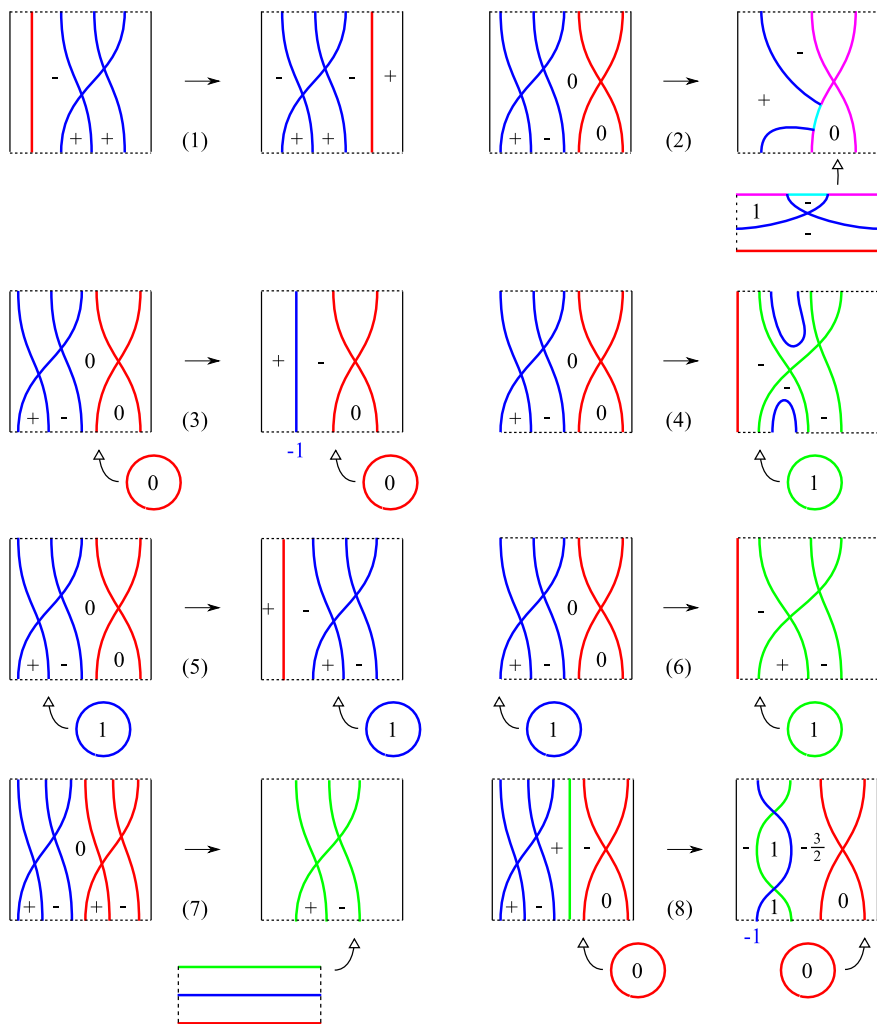 - - - +
+ + (1) + +
0 - +
+ - 0 (2) 0
1 -
-
0 + -
+ - 0 (3) 0
-1
0 0
0 - -
+ - 0 (4) -
1
0 + -
+ - 0 (5) + -
1 1
0 -
+ - 0 (6) + -
1 1
0
+ - + - (7) + -
+ - - 1 -3/2
+ - 0 (8) 1 0
-1
0 0